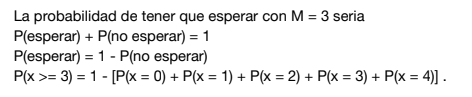 La probabilidad de tener que esperar con M = 3 seria
P(esperar) + P(no esperar) = 1
P(esperar) = 1 - P(no esperar)
P(x >= 3) = 1 - [P(x = 0) + P(x = 1) + P(x = 2) + P(x = 3) + P(x = 4)] .